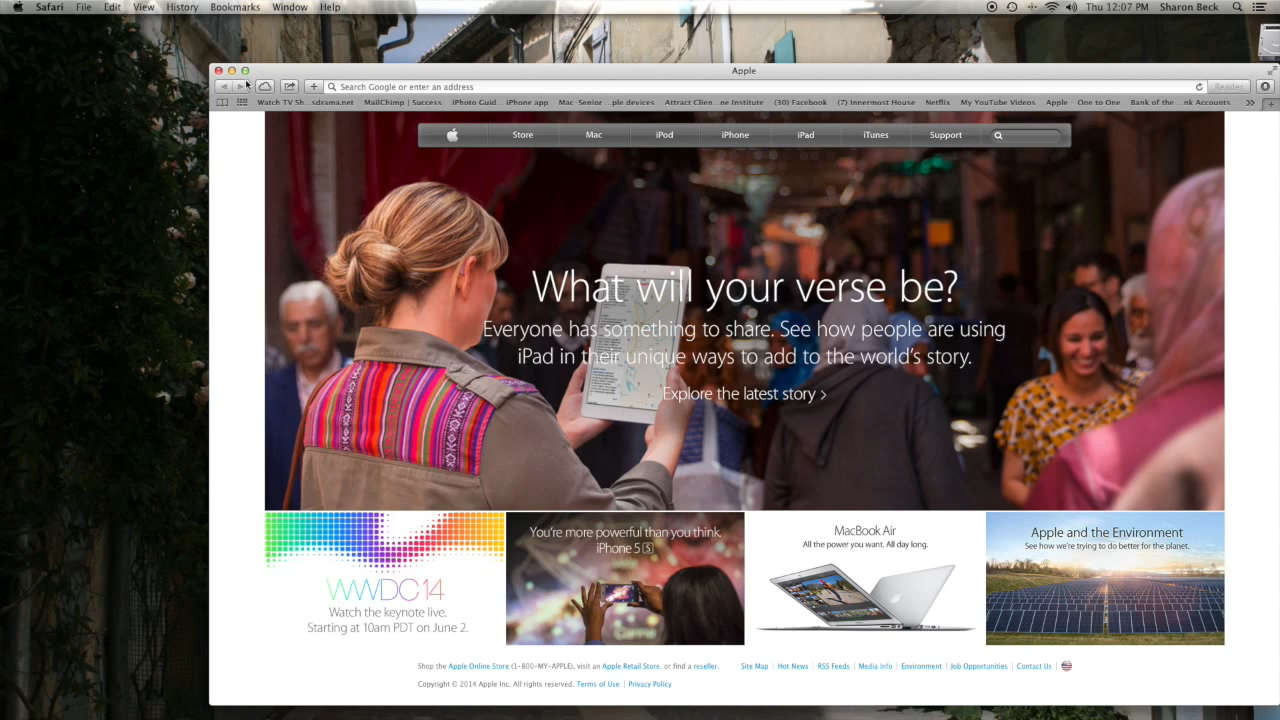 Safari File Edit View History Bookmarks Window Help Thu 12:07 PM Sharon Beck
Apple
Search Google or enter an address Reader
Watch TV Sh...sdrama.net MailChimp | Success iPhoto Guid... iPhone app Mac-Senior ...ple devices Attract Clien...ne Institute (30) Facebook (7) Innermost House Netflix My YouTube Videos Apple - One to One Bank of the ...nk Accounts
Store Mac iPod iPhone iPad iTunes Support
What will your verse be?
Everyone has something to share. See how people are using
iPad in their unique ways to add to the world's story.
Explore the latest story >
WWDC14
Watch the keynote live.
Starting at 10am PDT on June 2.
You're more powerful than you think.
iPhone 5 S
MacBook Air
All the power you want. All day long.
Apple and the Environment
See how we're trying to do better for the planet.
Shop the Apple Online Store (1-800-MY-APPLE), visit an Apple Retail Store, or find a reseller. Site Map | Hot News | RSS Feeds | Media Info | Environment | Job Opportunities | Contact Us
Copyright © 2014 Apple Inc. All rights reserved. Terms of Use | Privacy Policy